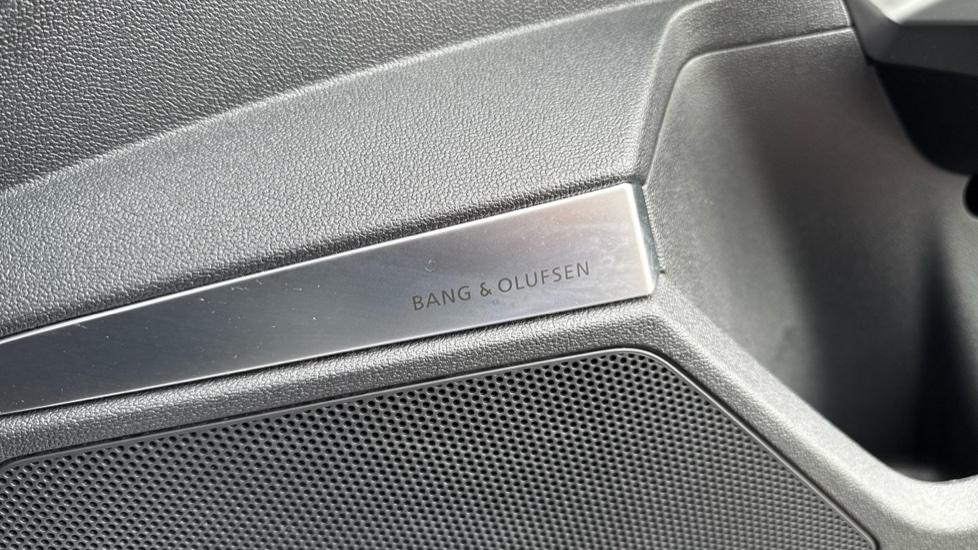 BANG & OLUFSEN